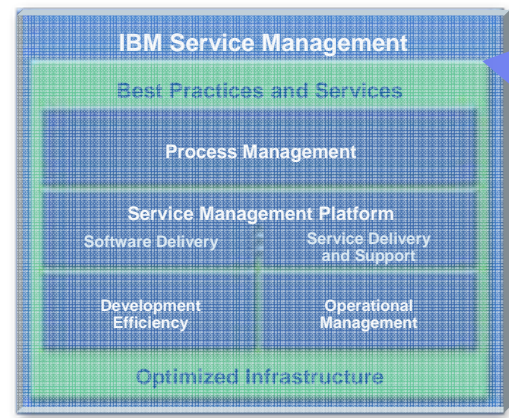 IBM Service Management
Best Practices and Services
Process Management
Service Management Platform
Software Delivery
Service Delivery
and Support
Development
Efficiency
Operational
Management
Optimized Infrastructure